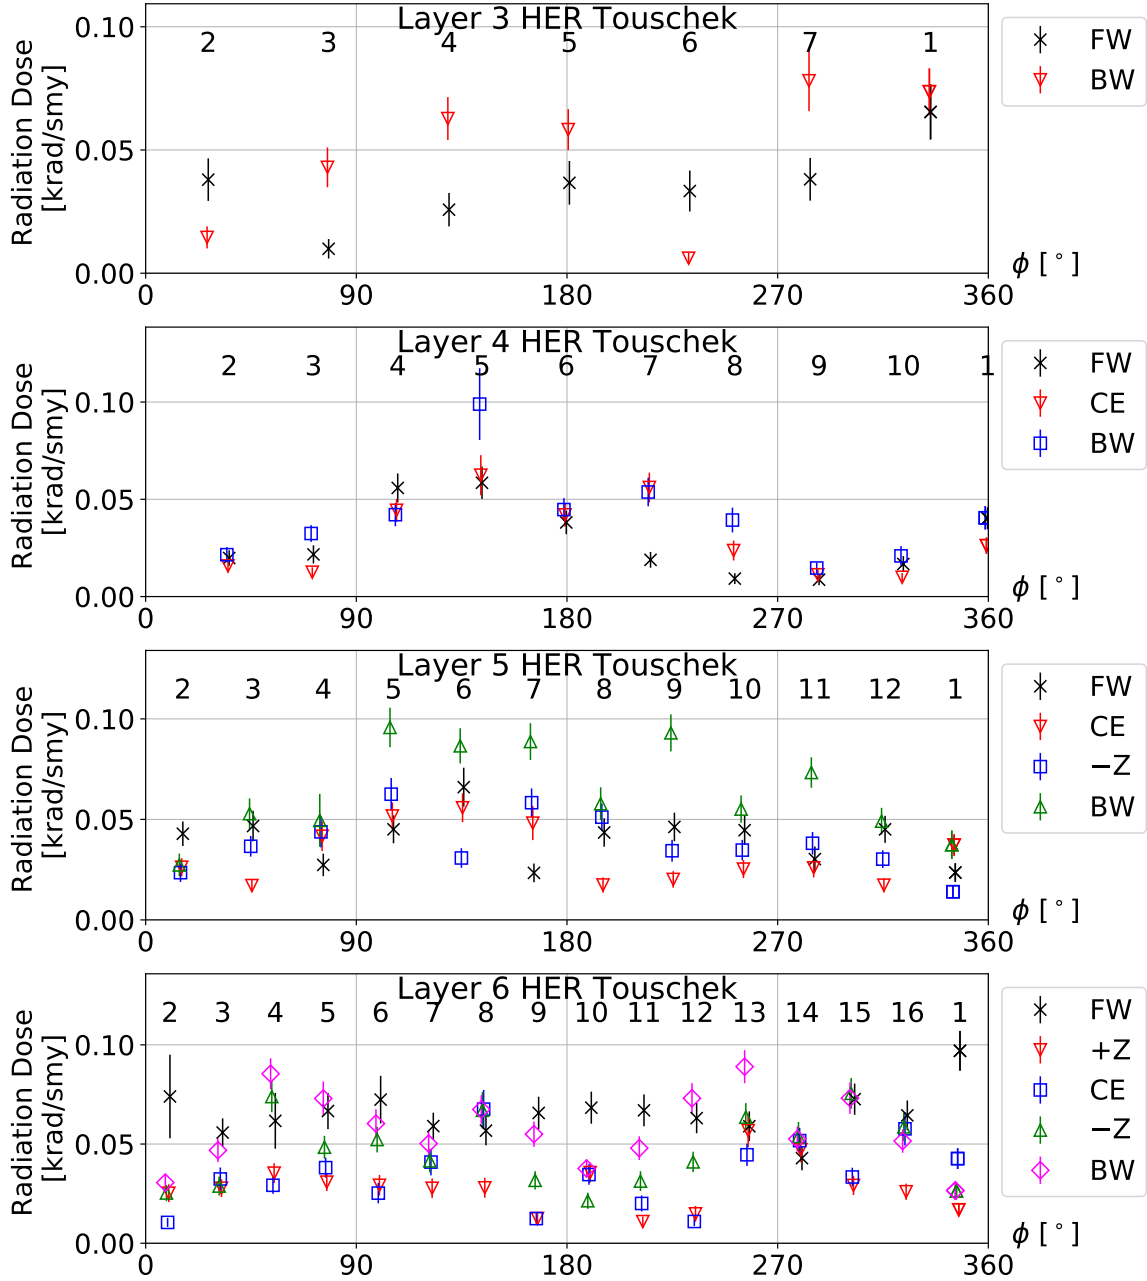 Layer 3 HER Touschek
Radiation Dose
[krad/smy]
0.10
0.05
0.00
2 3 4 5 6 7 1
0 90 180 270 360
ϕ [°]
FW
BW
Layer 4 HER Touschek
Radiation Dose
[krad/smy]
0.10
0.05
0.00
2 3 4 5 6 7 8 9 10 1
0 90 180 270 360
ϕ [°]
FW
CE
BW
Layer 5 HER Touschek
Radiation Dose
[krad/smy]
0.10
0.05
0.00
2 3 4 5 6 7 8 9 10 11 12 1
0 90 180 270 360
ϕ [°]
FW
CE
−Z
BW
Layer 6 HER Touschek
Radiation Dose
[krad/smy]
0.10
0.05
0.00
2 3 4 5 6 7 8 9 10 11 12 13 14 15 16 1
0 90 180 270 360
ϕ [°]
FW
+Z
CE
−Z
BW